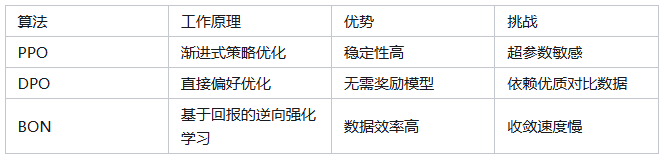 算法 工作原理 优势 挑战
PPO 渐进式策略优化 稳定性高 超参数敏感
DPO 直接偏好优化 无需奖励模型 依赖优质对比数据
BON 基于回报的逆向强化学习 数据效率高 收敛速度慢